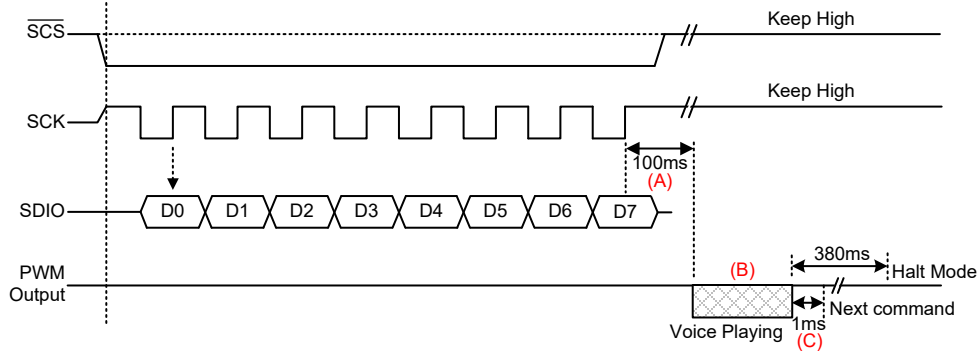 SCS
Keep High
SCK
Keep High
100ms
(A)
SDIO
D0 D1 D2 D3 D4 D5 D6 D7
PWM
Output
(B)
380ms
Halt Mode
Next command
Voice Playing
1ms
(C)